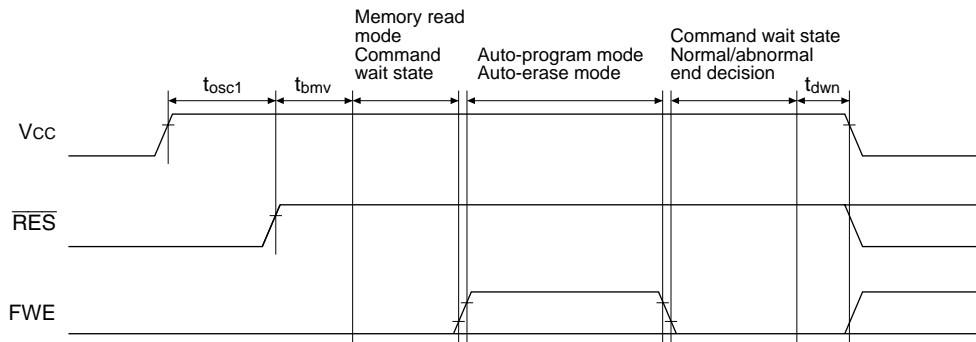 Memory read
mode
Command
wait state
Auto-program mode
Auto-erase mode
Command wait state
Normal/abnormal
end decision
tosc1
tbmv
tdwn
VCC
RES
FWE